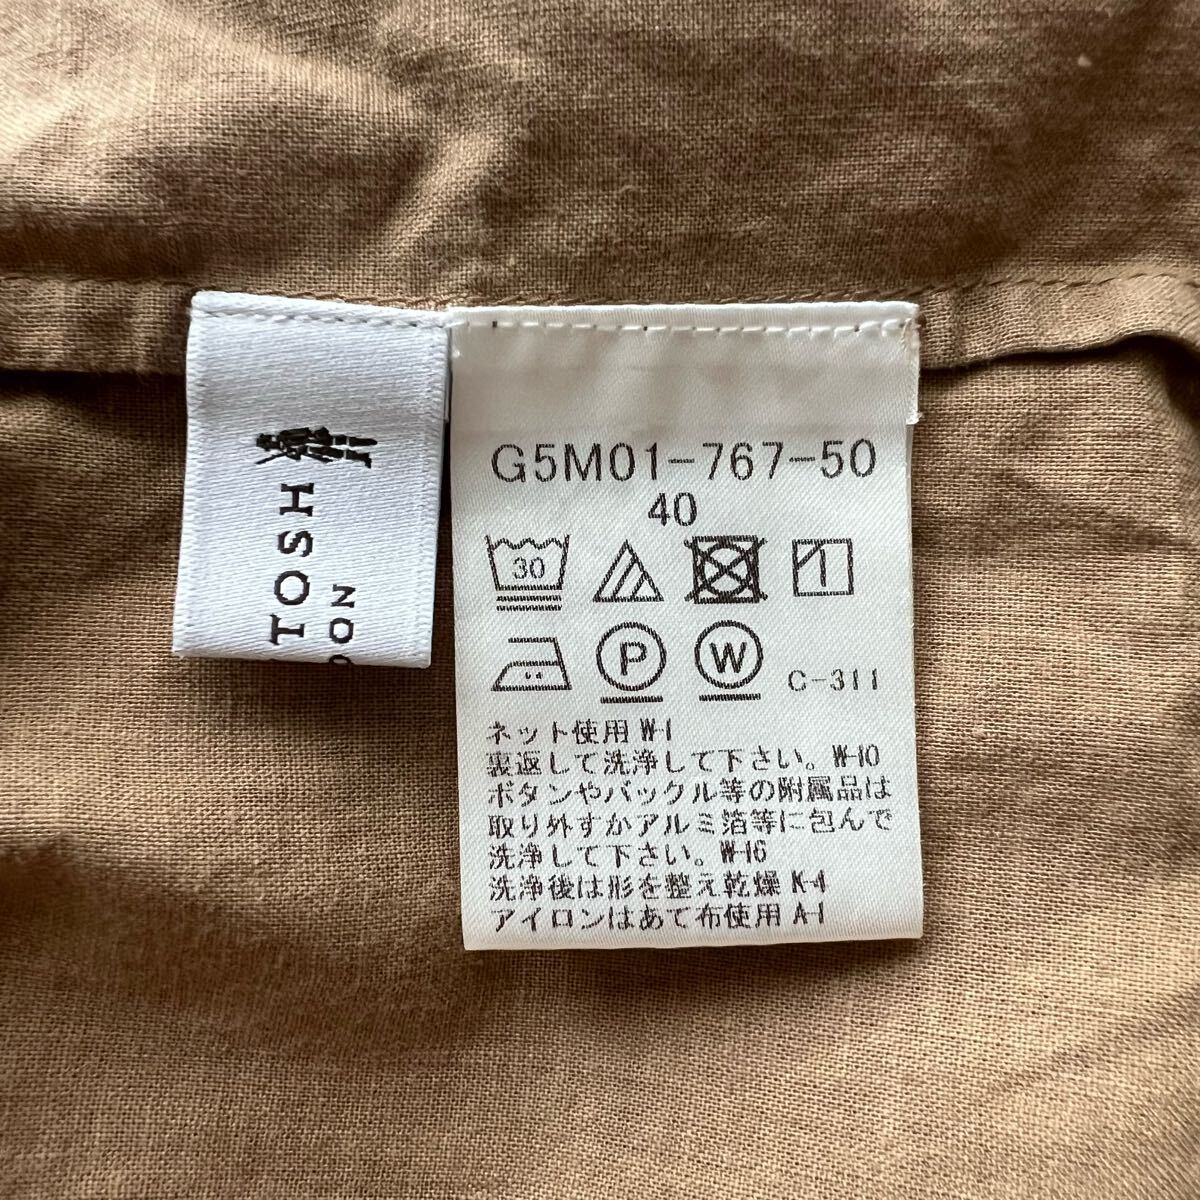 TOSH
DON
G5M01-767-50
40
30
P
W
C-311
ネット使用 W-1
裏返して洗浄して下さい。W-10
ボタンやバックル等の附属品は
取り外すかアルミ箔等に包んで
洗浄して下さい。W-16
洗浄後は形を整え乾燥 K-4
アイロンはあて布使用 A-1